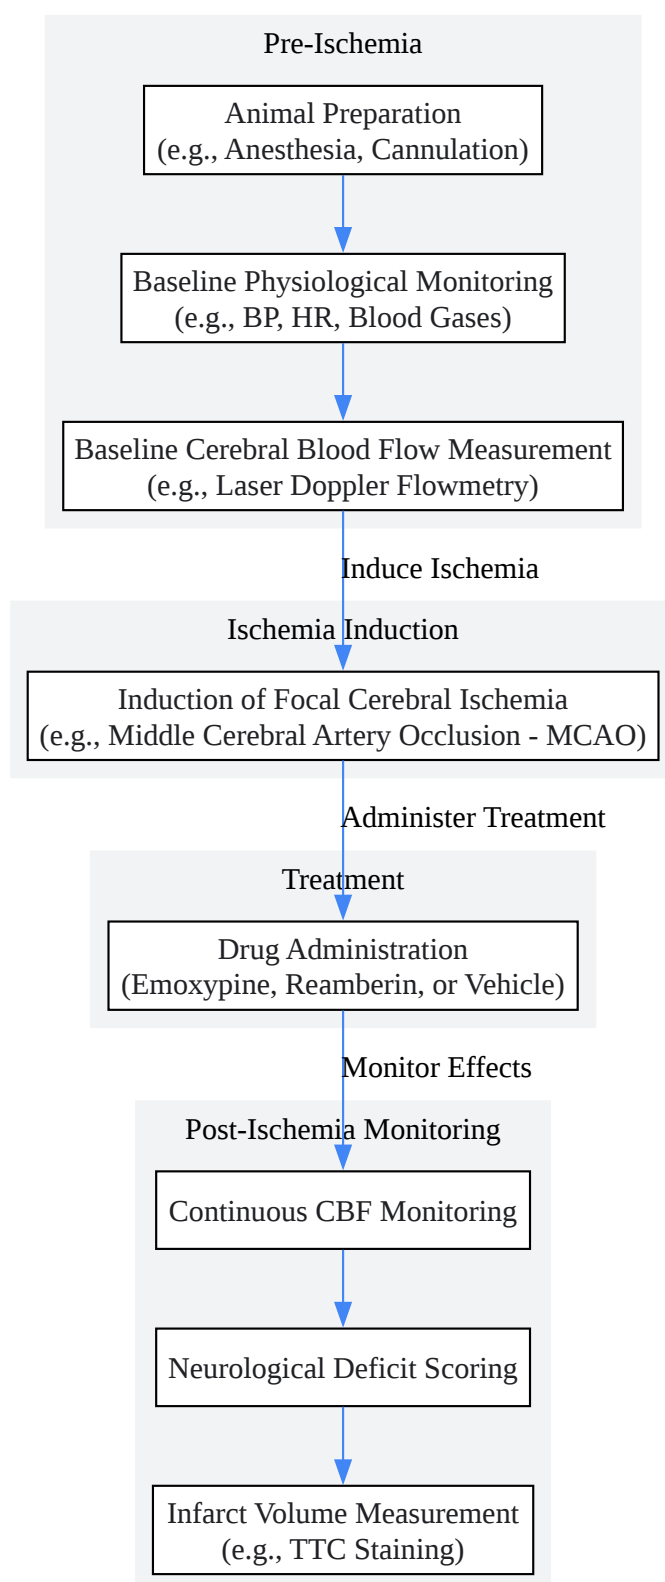 Pre-Ischemia
Animal Preparation
(e.g., Anesthesia, Cannulation)
Baseline Physiological Monitoring
(e.g., BP, HR, Blood Gases)
Baseline Cerebral Blood Flow Measurement
(e.g., Laser Doppler Flowmetry)
Induce Ischemia
Ischemia Induction
Induction of Focal Cerebral Ischemia
(e.g., Middle Cerebral Artery Occlusion - MCAO)
Administer Treatment
Treatment
Drug Administration
(Emoxypine, Reamberin, or Vehicle)
Monitor Effects
Post-Ischemia Monitoring
Continuous CBF Monitoring
Neurological Deficit Scoring
Infarct Volume Measurement
(e.g., TTC Staining)